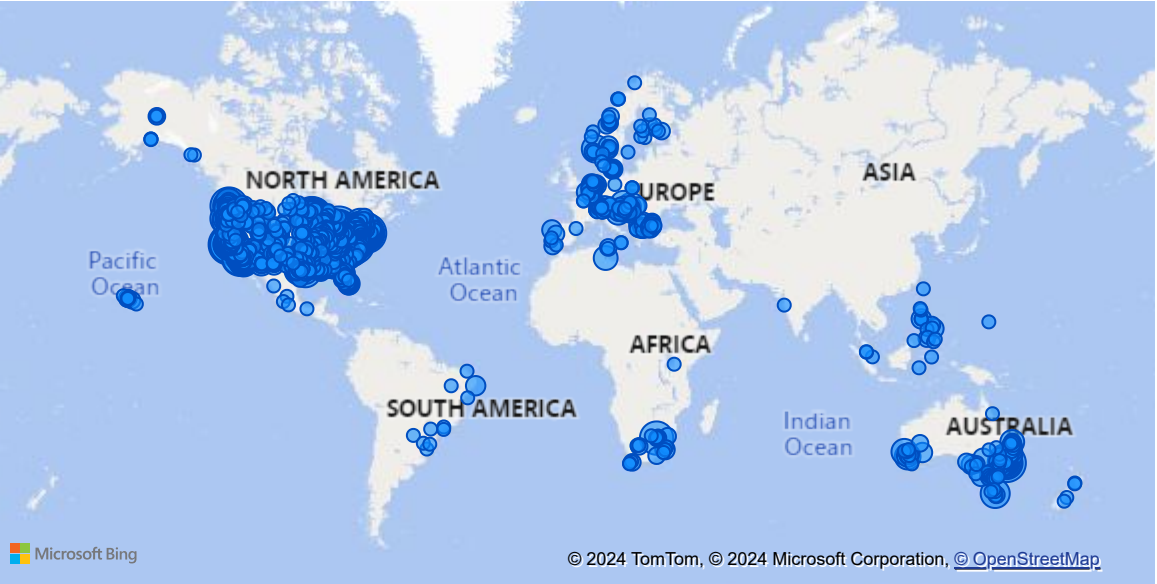 ASIA
NORTH AMERICA
UROPE
Pacific
Ocean
Atlantic
Ocean
AFRICA
SOUTH AMERICA
Indian
Ocean
AUSTRALIA
Microsoft Bing
© 2024 TomTom, © 2024 Microsoft Corporation, © OpenStreetMap